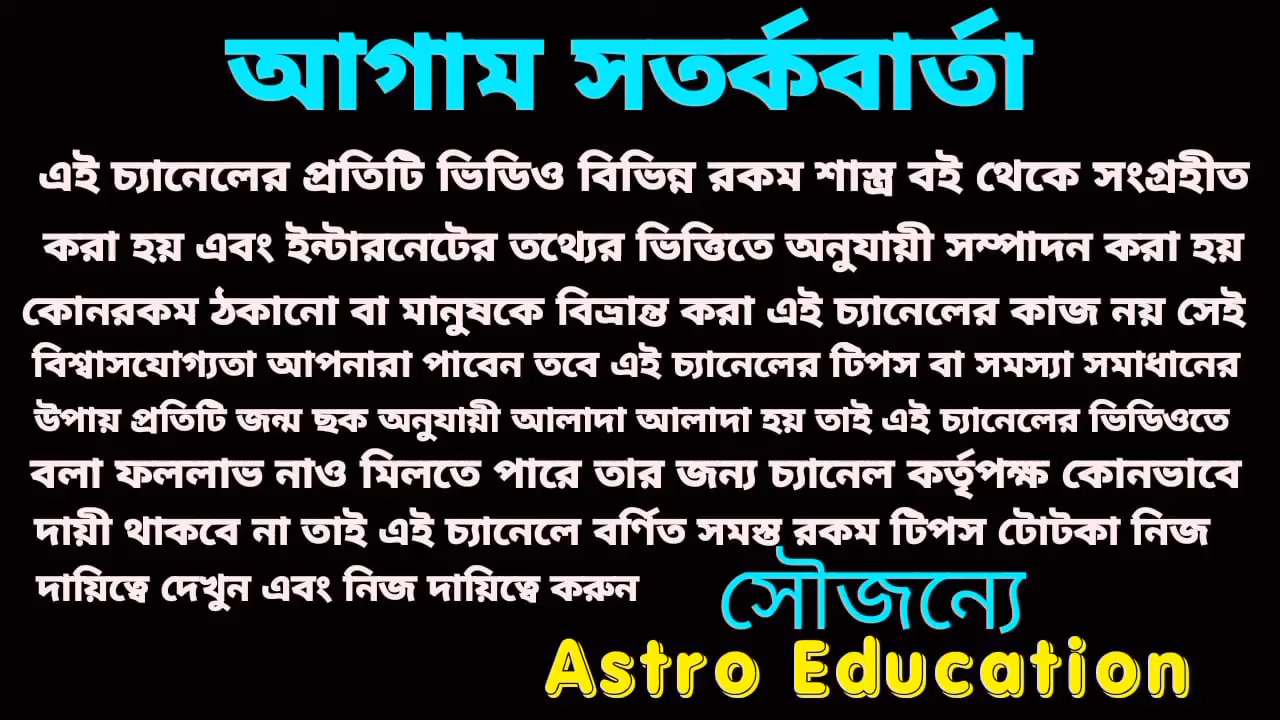 আগাম সতর্কবার্তা
এই চ্যানেলের প্রতিটি ভিডিও বিভিন্ন রকম শাস্ত্র বই থেকে সংগ্রহীত
করা হয় এবং ইন্টারনেটের তথ্যের ভিত্তিতে অনুযায়ী সম্পাদন করা হয়
কোনরকম ঠকানো বা মানুষকে বিভ্রান্ত করা এই চ্যানেলের কাজ নয় সেই
বিশ্বাসযোগ্যতা আপনারা পাবেন তবে এই চ্যানেলের টিপস বা সমস্যা সমাধানের
উপায় প্রতিটি জন্ম ছক অনুযায়ী আলাদা আলাদা হয় তাই এই চ্যানেলের ভিডিওতে
বলা ফললাভ নাও মিলতে পারে তার জন্য চ্যানেল কর্তৃপক্ষ কোনভাবে
দায়ী থাকবে না তাই এই চ্যানেলে বর্ণিত সমস্ত রকম টিপস টোটকা নিজ
দায়িত্বে দেখুন এবং নিজ দায়িত্বে করুন
সৌজন্যে
Astro Education